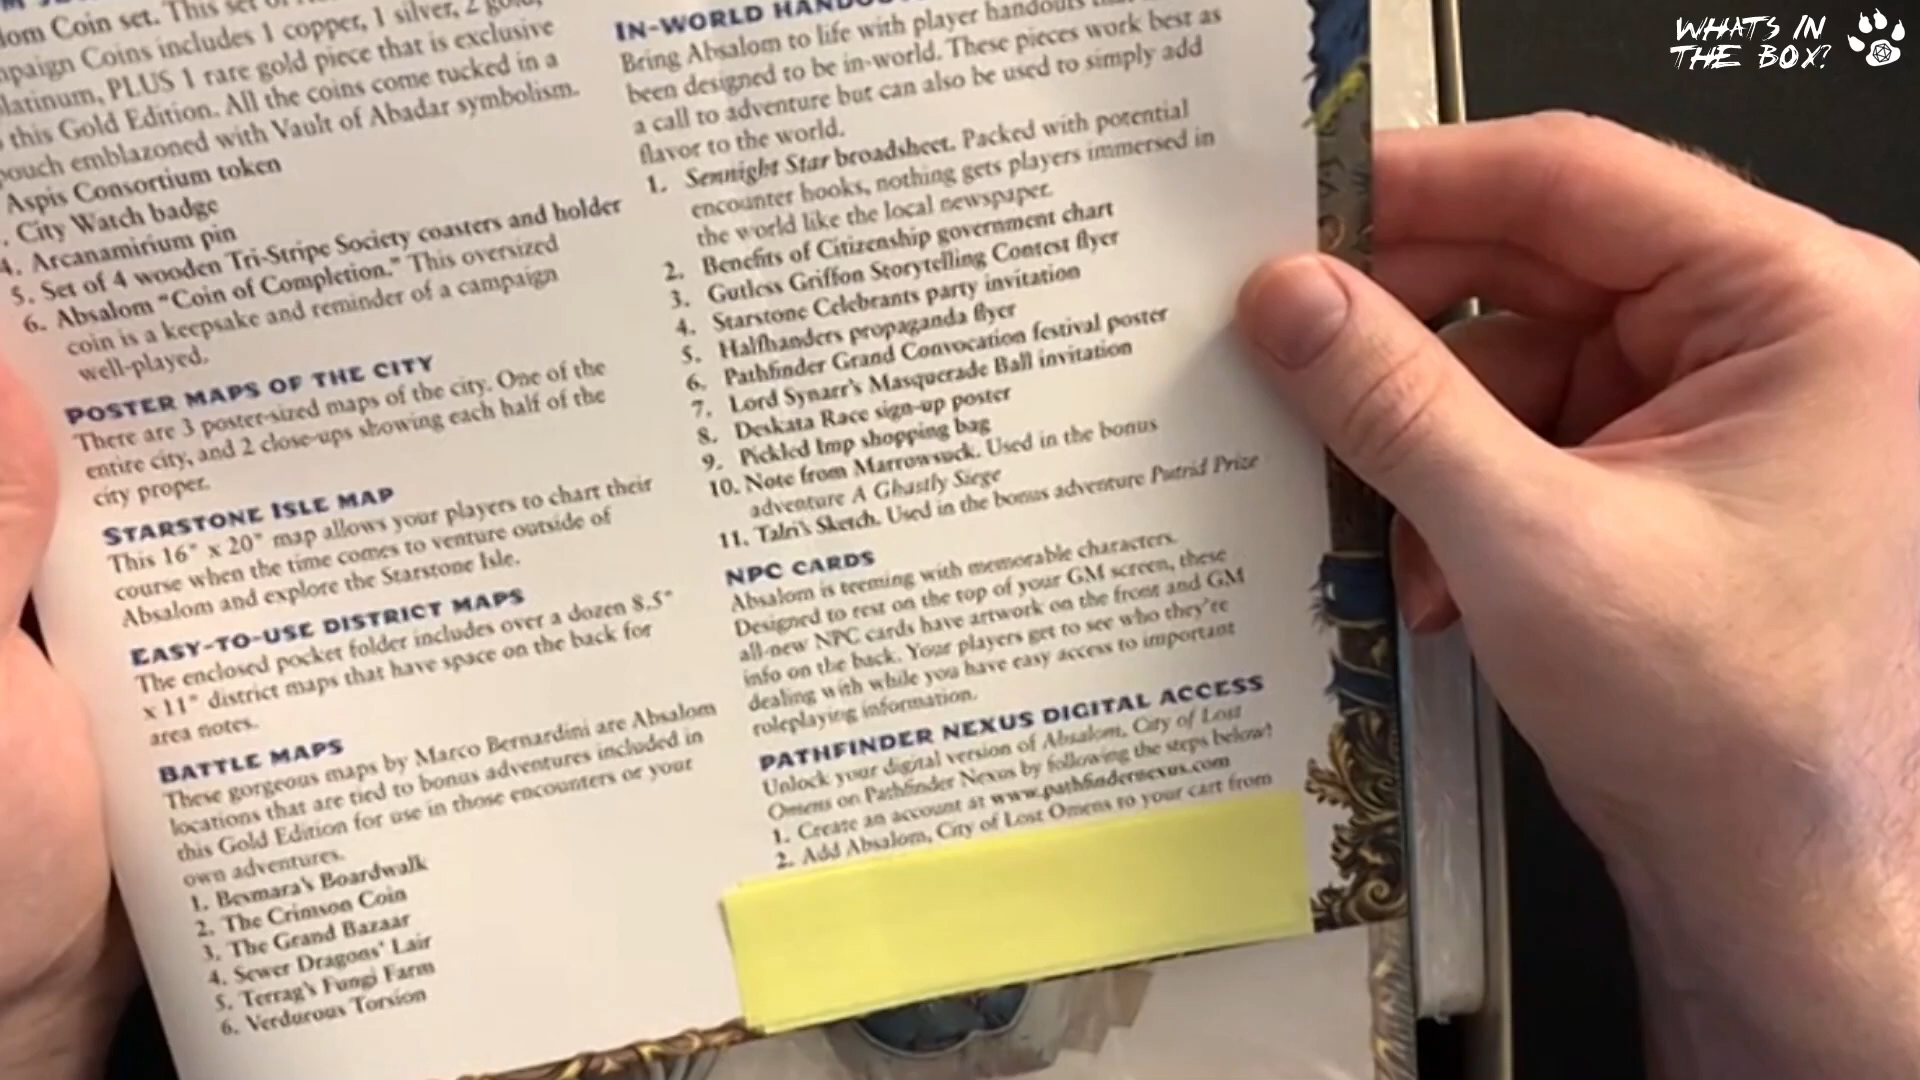 lom Coin set. This set
paign Coins includes 1 copper, 1 silver, 2 gold,
latinum, PLUS 1 rare gold piece that is exclusive
this Gold Edition. All the coins come tucked in a
pouch emblazoned with Vault of Abadar symbolism.
Aspis Consortium token
. City Watch badge
4. Arcanamirium pin
5. Set of 4 wooden Tri-Stripe Society coasters and holder
6. Absalom "Coin of Completion." This oversized
coin is a keepsake and reminder of a campaign
well-played.
POSTER MAPS OF THE CITY
There are 3 poster-sized maps of the city. One of the
entire city, and 2 close-ups showing each half of the
city proper.
STARSTONE ISLE MAP
This 16" x 20" map allows your players to chart their
course when the time comes to venture outside of
Absalom and explore the Starstone Isle.
EASY-TO-USE DISTRICT MAPS
The enclosed pocket folder includes over a dozen 8.5"
x 11" district maps that have space on the back for
area notes.
BATTLE MAPS
These gorgeous maps by Marco Bernardini are Absalom
locations that are tied to bonus adventures included in
this Gold Edition for use in those encounters or your
own adventures.
1. Besmara's Boardwalk
2. The Crimson Coin
3. The Grand Bazaar
4. Sewer Dragons' Lair
5. Terrag's Fungi Farm
6. Verdurous Torsion
IN-WORLD
Bring Absalom to life with player handouts
been designed to be in-world. These pieces work best as
a call to adventure but can also be used to simply add
flavor to the world.
1. Sennight Star broadsheet. Packed with potential
encounter hooks, nothing gets players immersed in
the world like the local newspaper.
2. Benefits of Citizenship government chart
3. Gutless Griffon Storytelling Contest flyer
4. Starstone Celebrants party invitation
5. Halfhanders propaganda flyer
6. Pathfinder Grand Convocation festival poster
7. Lord Synarr's Masquerade Ball invitation
8. Deskata Race sign-up poster
9. Pickled Imp shopping bag
10. Note from Marrowsuck. Used in the bonus
adventure A Ghastly Siege
11. Talri's Sketch. Used in the bonus adventure Putrid Prize
NPC CARDS
Absalom is teeming with memorable characters.
Designed to rest on the top of your GM screen, these
all-new NPC cards have artwork on the front and GM
info on the back. Your players get to see who they're
dealing with while you have easy access to important
roleplaying information.
PATHFINDER NEXUS DIGITAL ACCESS
Unlock your digital version of Absalom, City of Lost
Omens on Pathfinder Nexus by following the steps below!
1. Create an account at www.pathfindernexus.com
2. Add Absalom, City of Lost Omens to your cart from
WHAT'S IN
THE BOX?